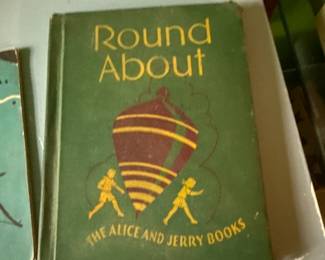 Round
About
THE ALICE AND JERRY BOOKS